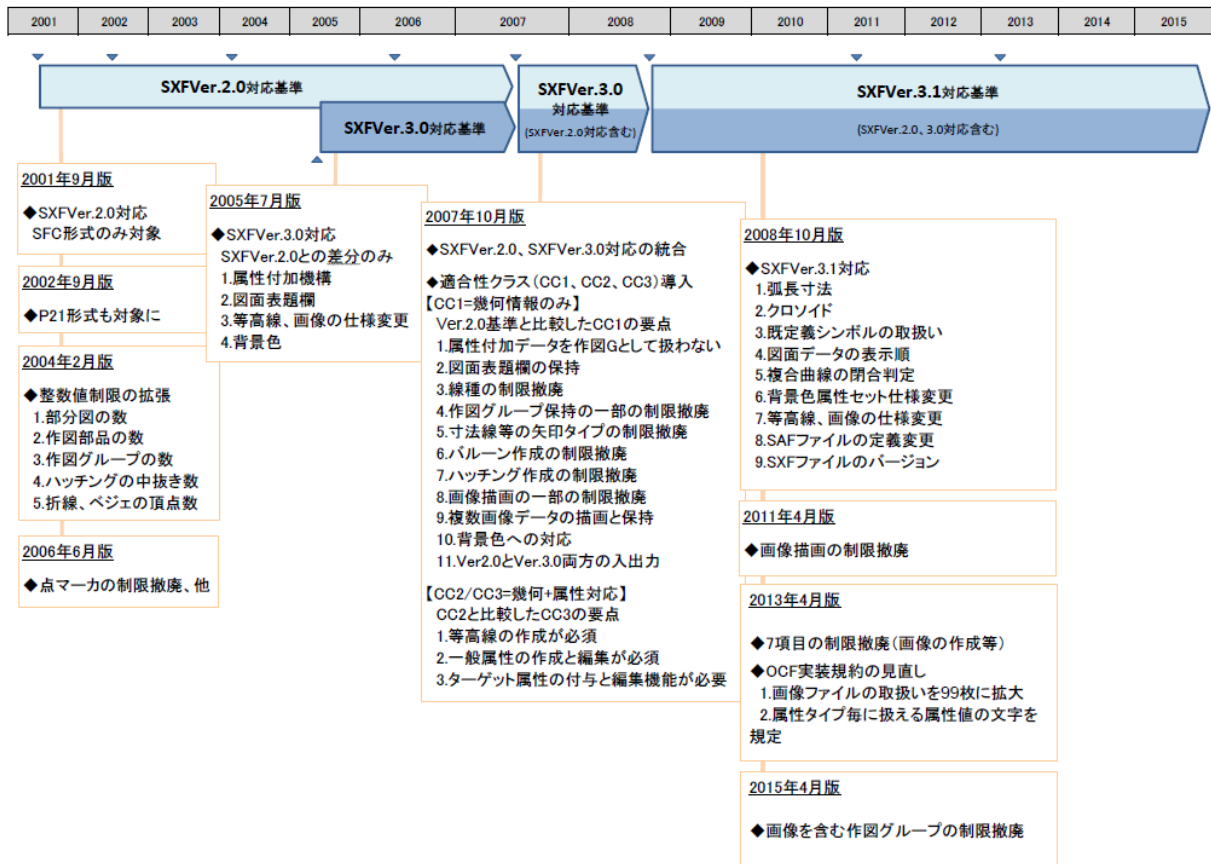 2001 2002 2003 2004 2005 2006 2007 2008 2009 2010 2011 2012 2013 2014 2015
SXFVer.2.0対応基準
SXFVer.3.0対応基準
SXFVer.3.0
対応基準
(SXFVer.2.0対応含む)
SXFVer.3.1対応基準
(SXFVer.2.0、3.0対応含む)
2001年9月版
◆SXFVer.2.0対応
SFC形式のみ対象
2002年9月版
◆P21形式も対象に
2004年2月版
◆整数値制限の拡張
1.部分図の数
2.作図部品の数
3.作図グループの数
4.ハッチングの中抜き数
5.折線、ベジェの頂点数
2006年6月版
◆点マーカの制限撤廃、他
2005年7月版
◆SXFVer.3.0対応
SXFVer.2.0との差分のみ
1.属性付加機構
2.図面表題欄
3.等高線、画像の仕様変更
4.背景色
2007年10月版
◆SXFVer.2.0、SXFVer.3.0対応の統合
◆適合性クラス(CC1、CC2、CC3)導入
【CC1=幾何情報のみ】
Ver.2.0基準と比較したCC1の要点
1.属性付加データを作図Gとして扱わない
2.図面表題欄の保持
3.線種の制限撤廃
4.作図グループ保持の一部の制限撤廃
5.寸法線等の矢印タイプの制限撤廃
6.バルーン作成の制限撤廃
7.ハッチング作成の制限撤廃
8.画像描画の一部の制限撤廃
9.複数画像データの描画と保持
10.背景色への対応
11.Ver2.0とVer.3.0両方の入出力
【CC2/CC3=幾何+属性対応】
CC2と比較したCC3の要点
1.等高線の作成が必須
2.一般属性の作成と編集が必須
3.ターゲット属性の付与と編集機能が必要
2008年10月版
◆SXFVer.3.1対応
1.弧長寸法
2.クロソイド
3.既定義シンボルの取扱い
4.図面データの表示順
5.複合曲線の閉合判定
6.背景色属性セット仕様変更
7.等高線、画像の仕様変更
8.SAFファイルの定義変更
9.SXFファイルのバージョン
2011年4月版
◆画像描画の制限撤廃
2013年4月版
◆7項目の制限撤廃(画像の作成等)
◆OCF実装規約の見直し
1.画像ファイルの取扱いを99枚に拡大
2.属性タイプ毎に扱える属性値の文字を
規定
2015年4月版
◆画像を含む作図グループの制限撤廃